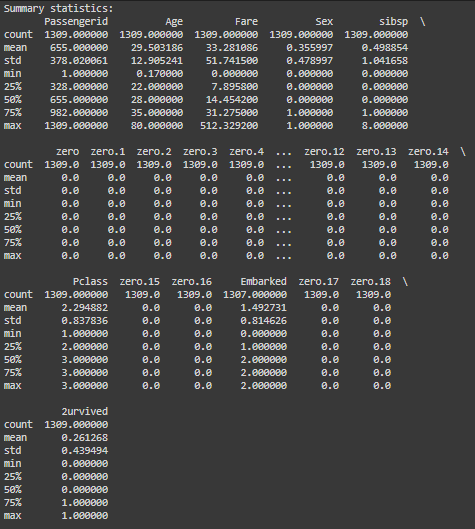 Summary statistics:
Passengerid Age Fare Sex sibsp \
count 1309.000000 1309.000000 1309.000000 1309.000000 1309.000000
mean 655.000000 29.503186 33.281086 0.355997 0.498854
std 378.020061 12.905241 51.741500 0.478997 1.041658
min 1.000000 0.170000 0.000000 0.000000 0.000000
25% 328.000000 22.000000 7.895800 0.000000 0.000000
50% 655.000000 28.000000 14.454200 0.000000 0.000000
75% 982.000000 35.000000 31.275000 1.000000 1.000000
max 1309.000000 80.000000 512.329200 1.000000 8.000000
zero zero.1 zero.2 zero.3 zero.4 ... zero.12 zero.13 zero.14 \
count 1309.0 1309.0 1309.0 1309.0 1309.0 ... 1309.0 1309.0 1309.0
mean 0.0 0.0 0.0 0.0 0.0 ... 0.0 0.0 0.0
std 0.0 0.0 0.0 0.0 0.0 ... 0.0 0.0 0.0
min 0.0 0.0 0.0 0.0 0.0 ... 0.0 0.0 0.0
25% 0.0 0.0 0.0 0.0 0.0 ... 0.0 0.0 0.0
50% 0.0 0.0 0.0 0.0 0.0 ... 0.0 0.0 0.0
75% 0.0 0.0 0.0 0.0 0.0 ... 0.0 0.0 0.0
max 0.0 0.0 0.0 0.0 0.0 ... 0.0 0.0 0.0
Pclass zero.15 zero.16 Embarked zero.17 zero.18 \
count 1309.000000 1309.0 1309.0 1307.000000 1309.0 1309.0
mean 2.294882 0.0 0.0 1.492731 0.0 0.0
std 0.837836 0.0 0.0 0.814626 0.0 0.0
min 1.000000 0.0 0.0 0.000000 0.0 0.0
25% 2.000000 0.0 0.0 1.000000 0.0 0.0
50% 3.000000 0.0 0.0 2.000000 0.0 0.0
75% 3.000000 0.0 0.0 2.000000 0.0 0.0
max 3.000000 0.0 0.0 2.000000 0.0 0.0
2urvived
count 1309.000000
mean 0.261268
std 0.439494
min 0.000000
25% 0.000000
50% 0.000000
75% 1.000000
max 1.000000